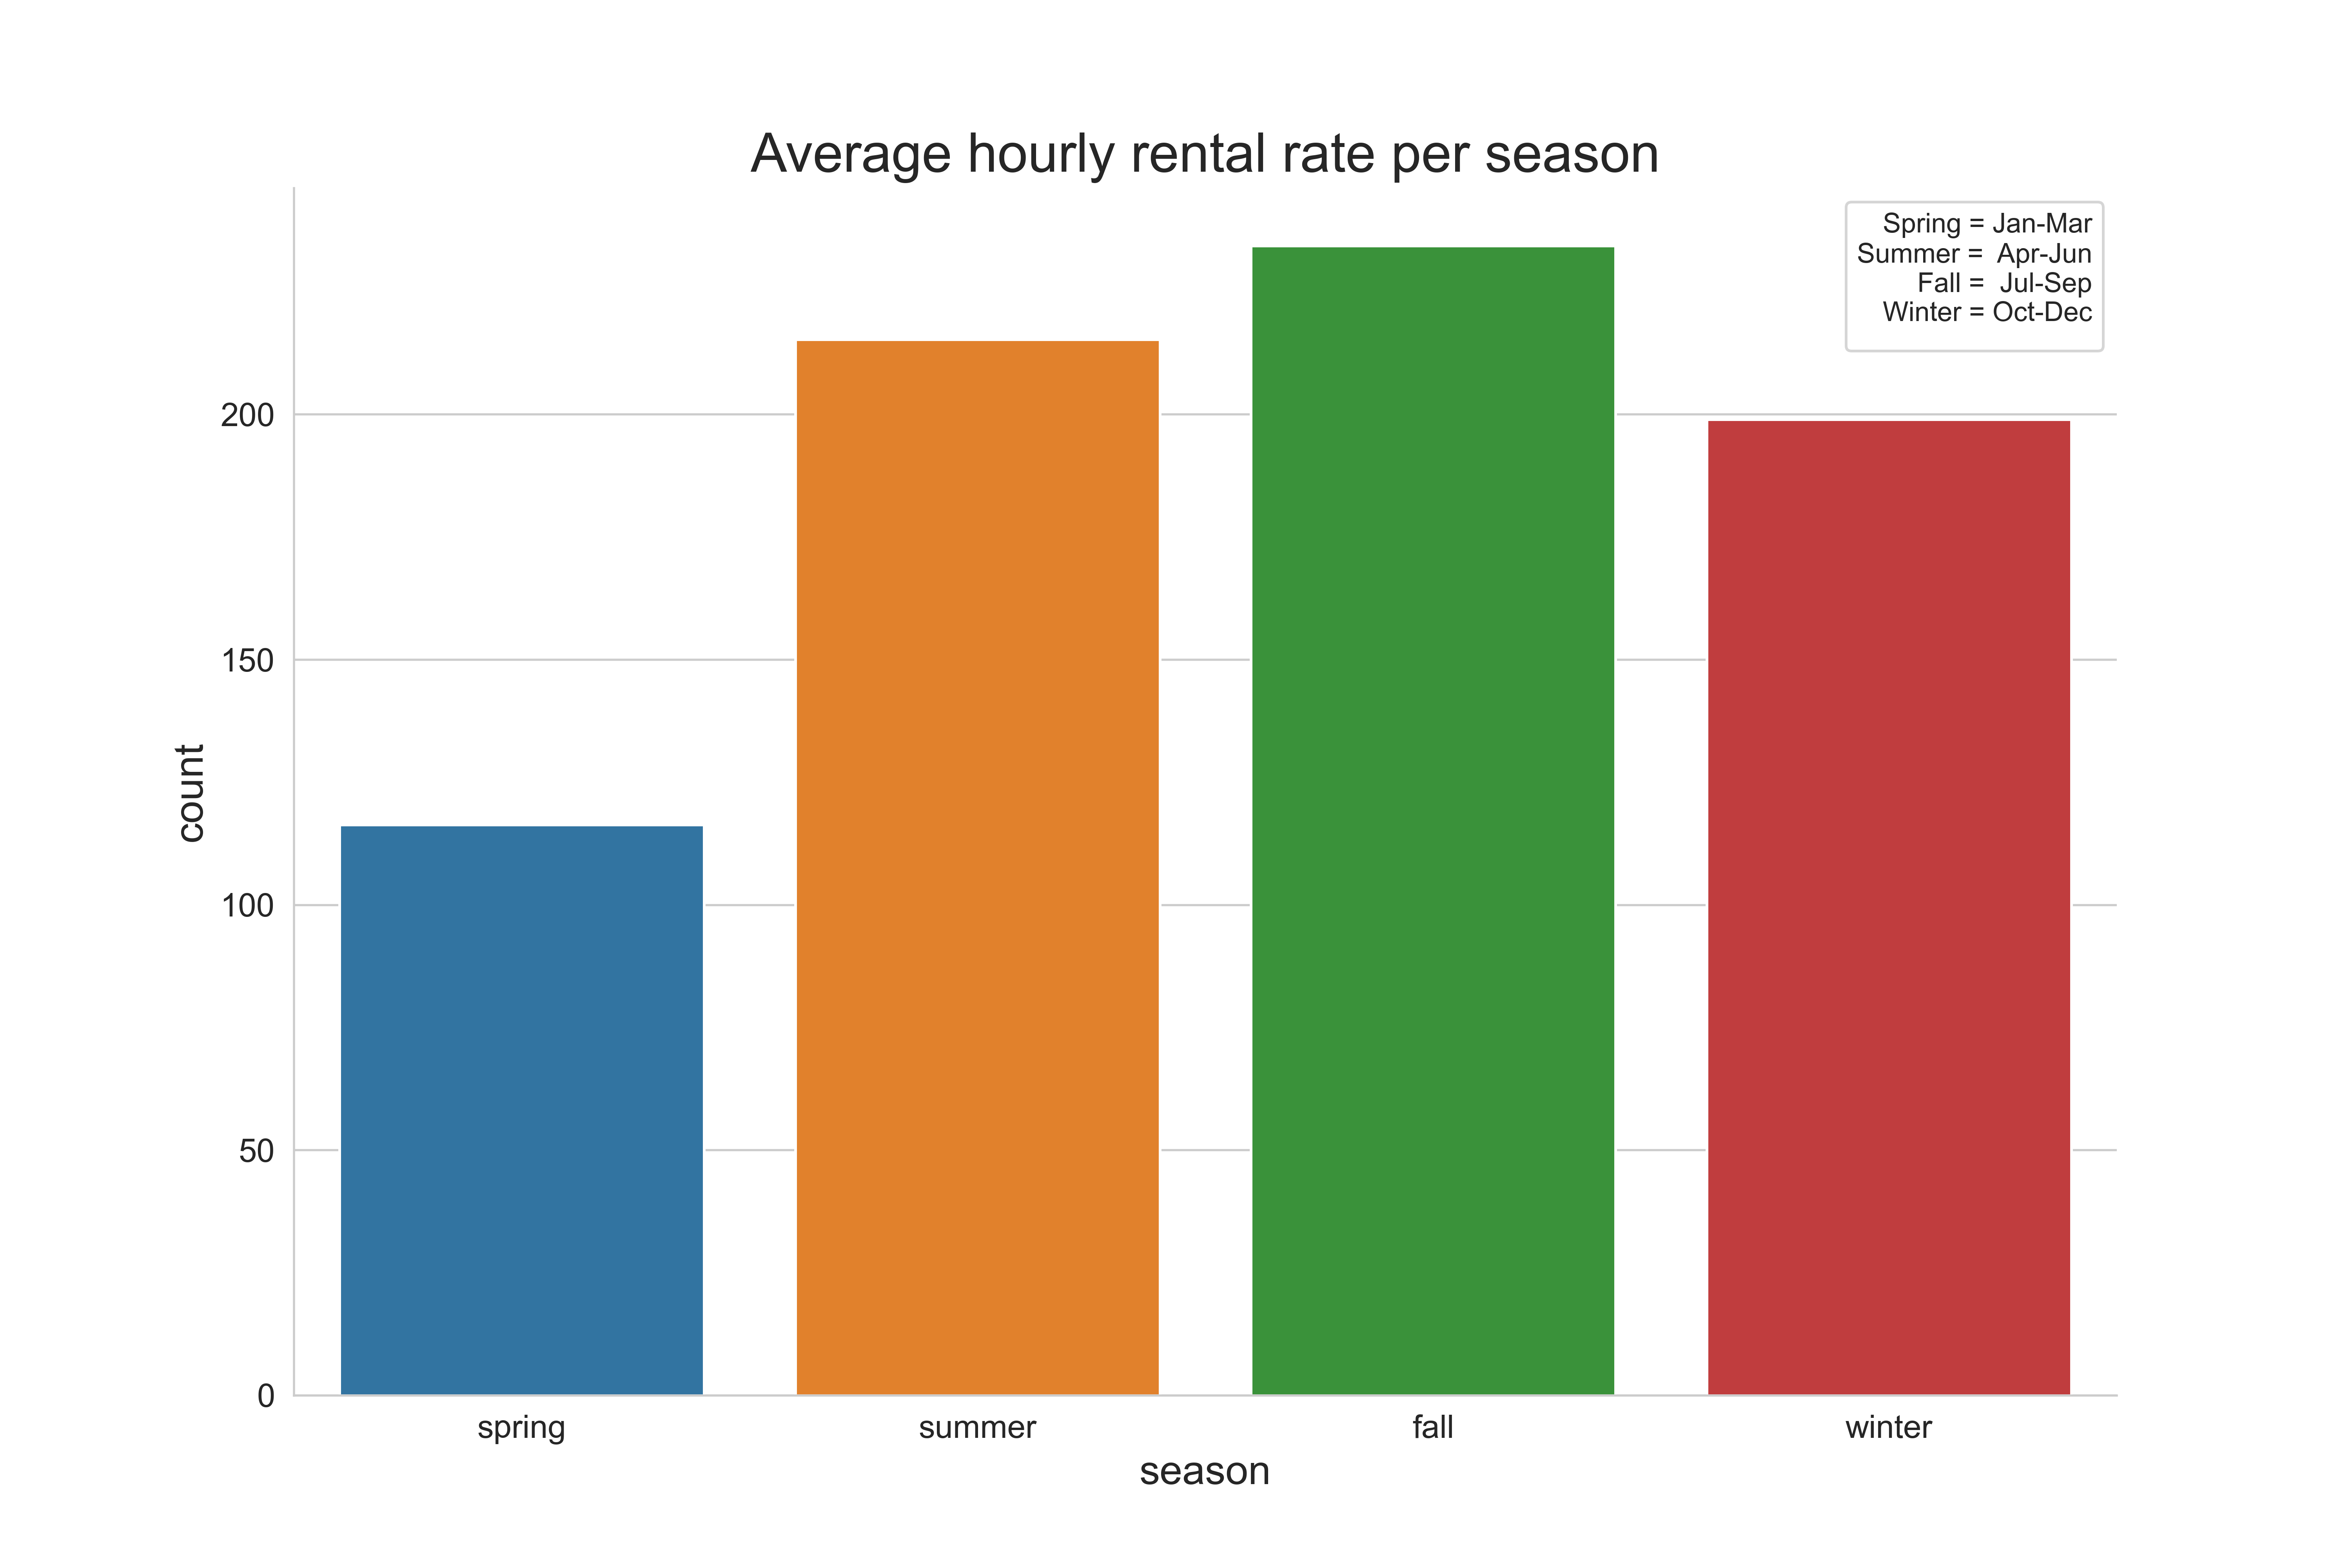 Average hourly rental rate per season
Spring = Jan-Mar
Summer =  Apr-Jun
Fall =  Jul-Sep
Winter = Oct-Dec
200
150
100
50
0
count
spring
summer
fall
winter
season